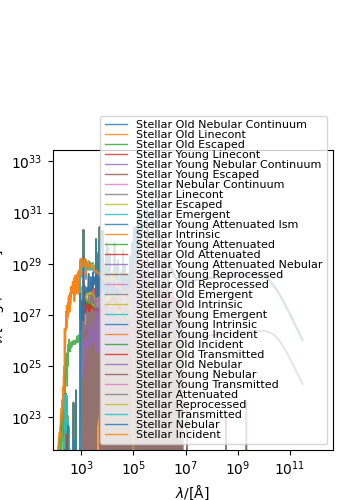 Stellar Old Nebular Continuum
Stellar Old Linecont
Stellar Old Escaped
Stellar Young Linecont
Stellar Young Nebular Continuum
Stellar Young Escaped
Stellar Nebular Continuum
Stellar Linecont
Stellar Escaped
Stellar Emergent
Stellar Young Attenuated Ism
Stellar Intrinsic
Stellar Young Attenuated
Stellar Old Attenuated
Stellar Young Attenuated Nebular
Stellar Young Reprocessed
Stellar Old Reprocessed
Stellar Old Emergent
Stellar Old Intrinsic
Stellar Young Emergent
Stellar Young Intrinsic
Stellar Young Incident
Stellar Old Incident
Stellar Old Transmitted
Stellar Old Nebular
Stellar Young Nebular
Stellar Young Transmitted
Stellar Attenuated
Stellar Reprocessed
Stellar Transmitted
Stellar Nebular
Stellar Incident
10³³
10³¹
10²⁹
10²⁷
10²⁵
10²³
10³ 10⁵ 10⁷ 10⁹ 10¹¹
λ/[Å]